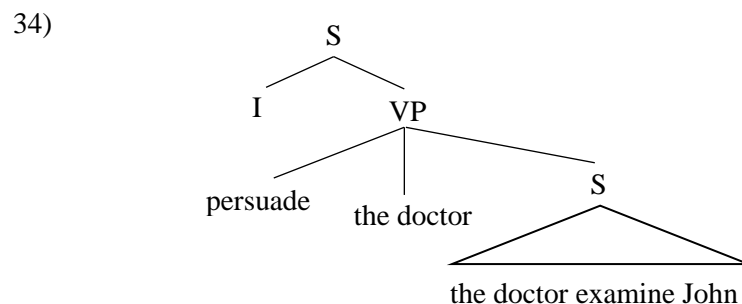 34)
S
I VP
persuade the doctor S
the doctor examine John